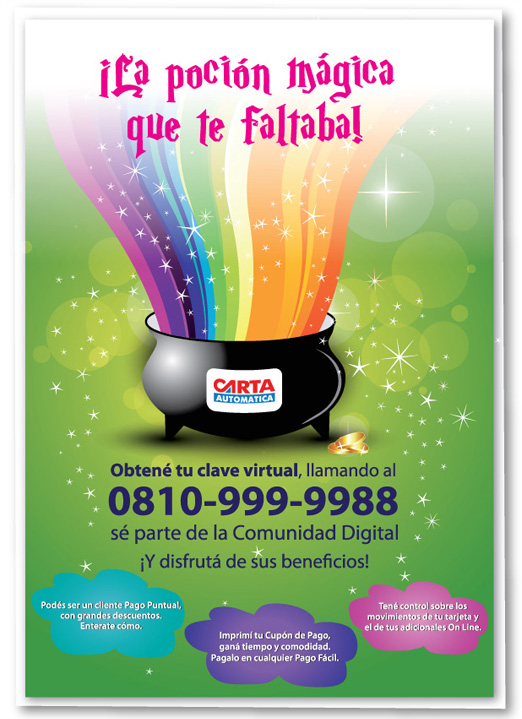 ¡La poción mágica
que te faltaba!
CARTA
AUTOMATICA
Obtené tu clave virtual, llamando al
0810-999-9988
sé parte de la Comunidad Digital
¡Y disfrutá de sus beneficios!
Podés ser un cliente Pago Puntual,
con grandes descuentos.
Enterate cómo.
Imprimí tu Cupón de Pago,
ganá tiempo y comodidad.
Pagalo en cualquier Pago Fácil.
Tené control sobre los
movimientos de tu tarjeta y
el de tus adicionales On Line.